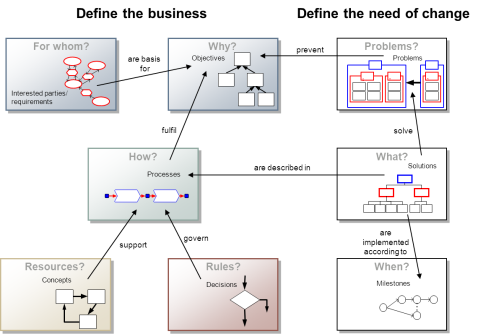 Define the business
Define the need of change
For whom?
Interested parties/
requirements
are basis
for
Why?
Objectives
prevent
Problems?
Problems
fulfil
solve
How?
Processes
are described in
What?
Solutions
support
govern
are
implemented
according to
Resources?
Concepts
Rules?
Decisions
When?
Milestones